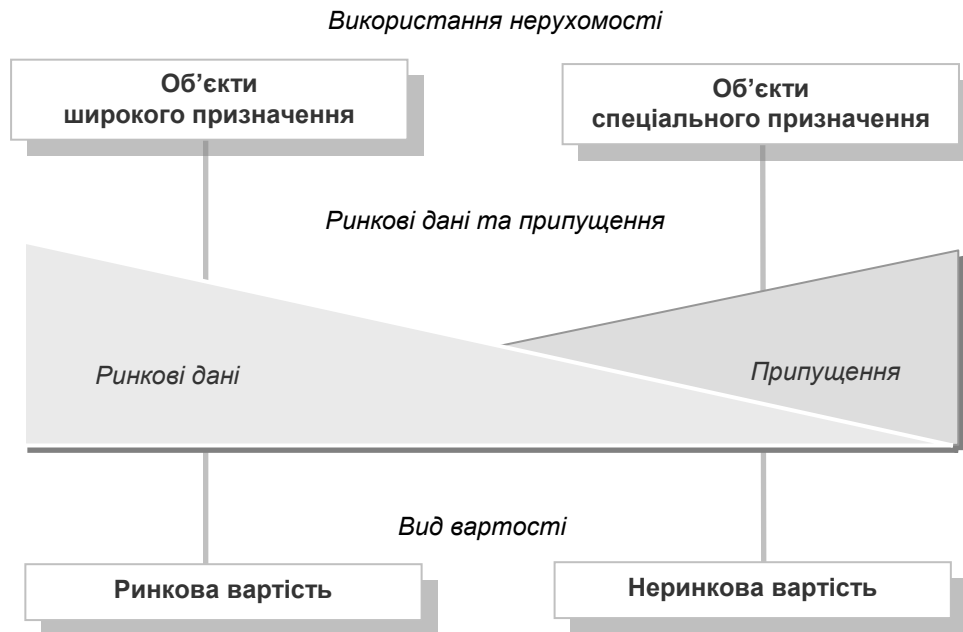 Використання нерухомості
Об’єкти
широкого призначення
Об’єкти
спеціального призначення
Ринкові дані та припущення
Ринкові дані
Припущення
Вид вартості
Ринкова вартість
Неринкова вартість